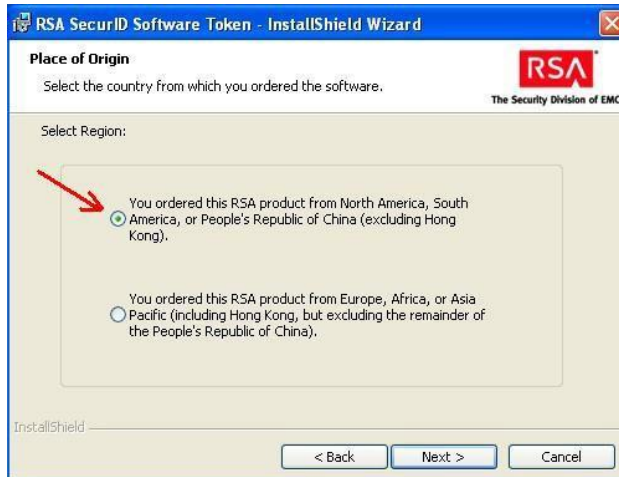 RSA SecurID Software Token - InstallShield Wizard
Place of Origin
Select the country from which you ordered the software.
RSA
The Security Division of EMC
Select Region:
You ordered this RSA product from North America, South
America, or People's Republic of China (excluding Hong
Kong).
You ordered this RSA product from Europe, Africa, or Asia
Pacific (including Hong Kong, but excluding the remainder of
the People's Republic of China).
InstallShield
< Back
Next >
Cancel